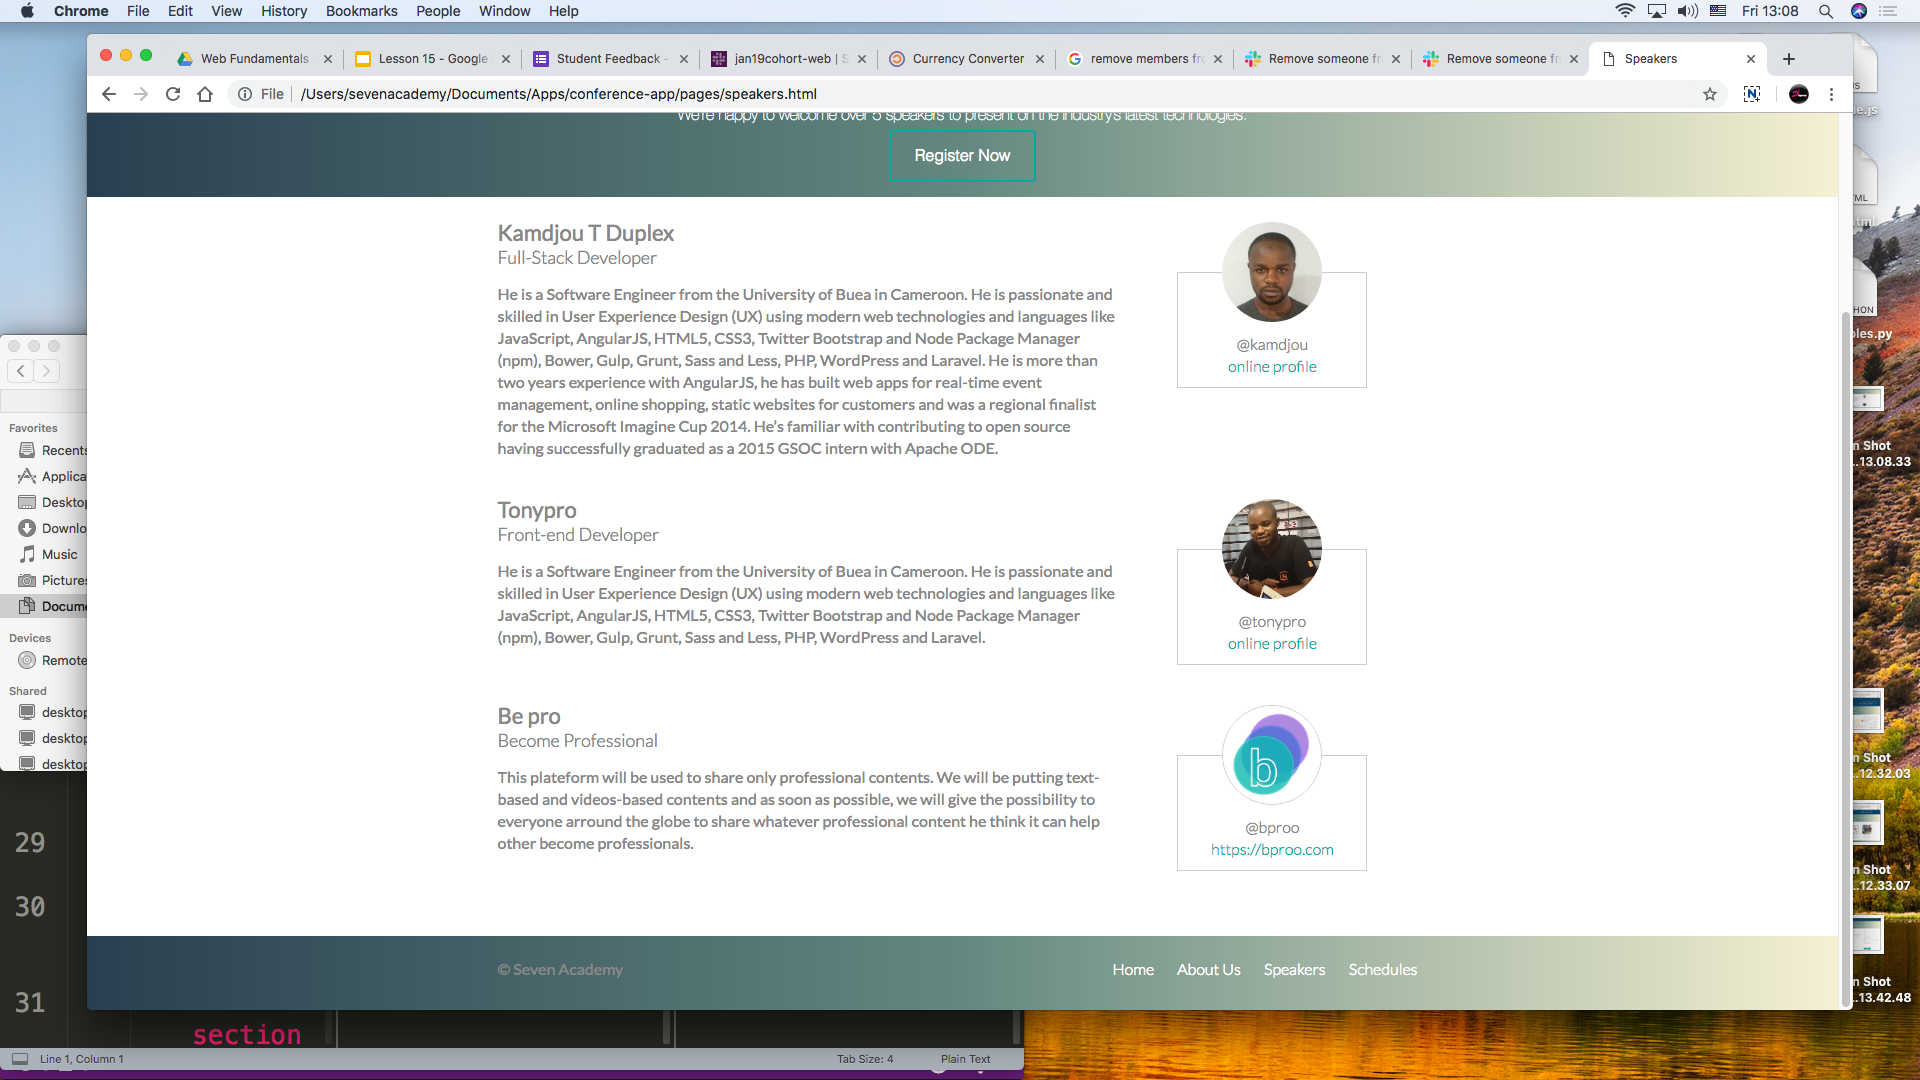 Chrome File Edit View History Bookmarks People Window Help
Fri 13:08
Web Fundamentals
Lesson 15 - Google
Student Feedback -
jan19cohort-web | S
Currency Converter
remove members fr
Remove someone fr
Remove someone fr
Speakers
File
/Users/sevenacademy/Documents/Apps/conference-app/pages/speakers.html
We're happy to welcome over 5 speakers to present on the industry's latest technologies.
Register Now
Kamdjou T Duplex
Full-Stack Developer
He is a Software Engineer from the University of Buea in Cameroon. He is passionate and
skilled in User Experience Design (UX) using modern web technologies and languages like
JavaScript, AngularJS, HTML5, CSS3, Twitter Bootstrap and Node Package Manager
(npm), Bower, Gulp, Grunt, Sass and Less, PHP, WordPress and Laravel. He is more than
two years experience with AngularJS, he has built web apps for real-time event
management, online shopping, static websites for customers and was a regional finalist
for the Microsoft Imagine Cup 2014. He's familiar with contributing to open source
having successfully graduated as a 2015 GSOC intern with Apache ODE.
@kamdjou
online profile
Tonypro
Front-end Developer
He is a Software Engineer from the University of Buea in Cameroon. He is passionate and
skilled in User Experience Design (UX) using modern web technologies and languages like
JavaScript, AngularJS, HTML5, CSS3, Twitter Bootstrap and Node Package Manager
(npm), Bower, Gulp, Grunt, Sass and Less, PHP, WordPress and Laravel.
@tonypro
online profile
Be pro
Become Professional
This plateform will be used to share only professional contents. We will be putting text-
based and videos-based contents and as soon as possible, we will give the possibility to
everyone arround the globe to share whatever professional content he think it can help
other become professionals.
b
@bproo
https://bproo.com
© Seven Academy
Home About Us Speakers Schedules
Favorites
Recents
Applica
Desktop
Downlo
Music
Pictures
Docume
Devices
Remote
Shared
desktop
desktop
desktop
29
30
31
section
Line 1, Column 1
Tab Size: 4
Plain Text
HON
ples.py
n Shot
..13.08.33
n Shot
..12.32.03
n Shot
..12.33.07
n Shot
..13.42.48